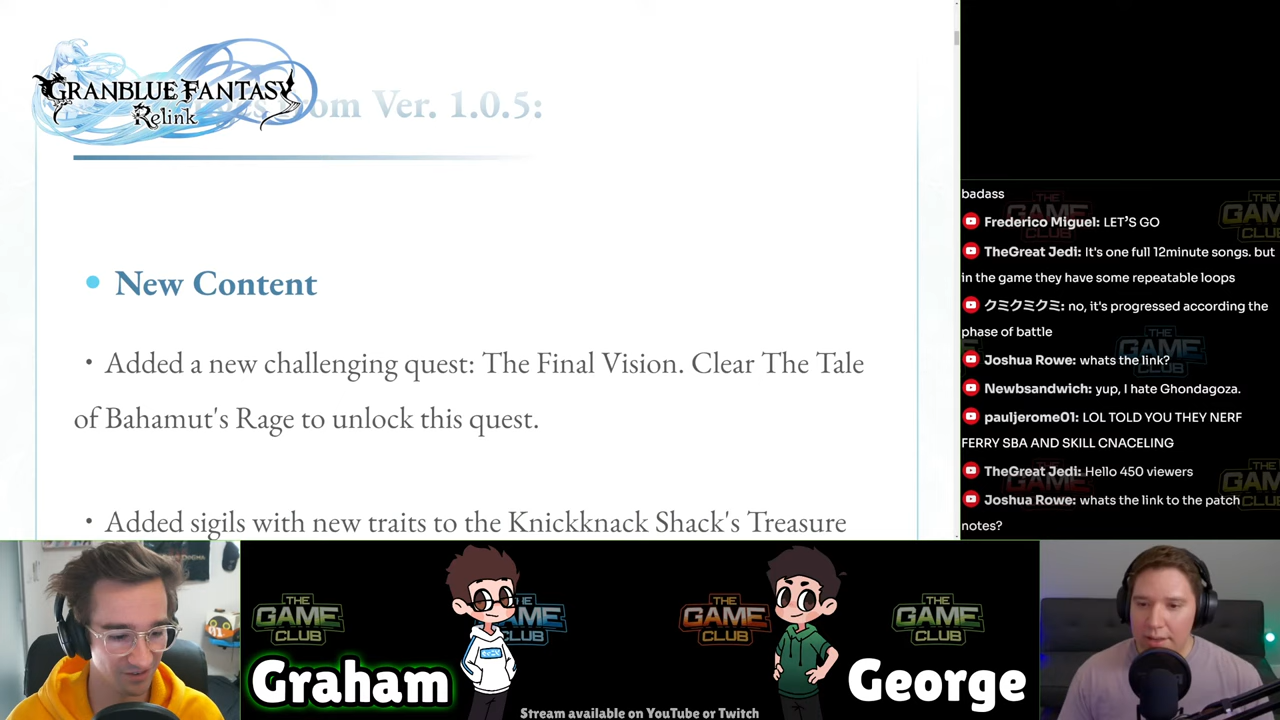 GRANBLUE FANTASY
Relink
om Ver. 1.0.5:
• New Content
・Added a new challenging quest: The Final Vision. Clear The Tale
of Bahamut's Rage to unlock this quest.
・Added sigils with new traits to the Knickknack Shack's Treasure
badass
Frederico Miguel: LET'S GO
TheGreat Jedi: It's one full 12minute songs. but
in the game they have some repeatable loops
クミクミクミ: no, it's progressed according the
phase of battle
Joshua Rowe: whats the link?
Newbsandwich: yup, I hate Ghondagoza.
pauljerome01: LOL TOLD YOU THEY NERF
FERRY SBA AND SKILL CNACELING
TheGreat Jedi: Hello 450 viewers
Joshua Rowe: whats the link to the patch
notes?
THE
GAME
CLUB
THE
GAME
CLUB
THE
GAME
CLUB
THE
GAME
CLUB
Graham
George
Stream available on YouTube or Twitch